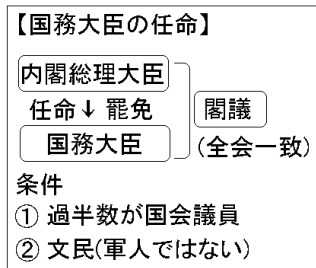 【国務大臣の任命】
内閣総理大臣
任命↓ 罷免
国務大臣
閣議
(全会一致)
条件
① 過半数が国会議員
② 文民(軍人ではない)